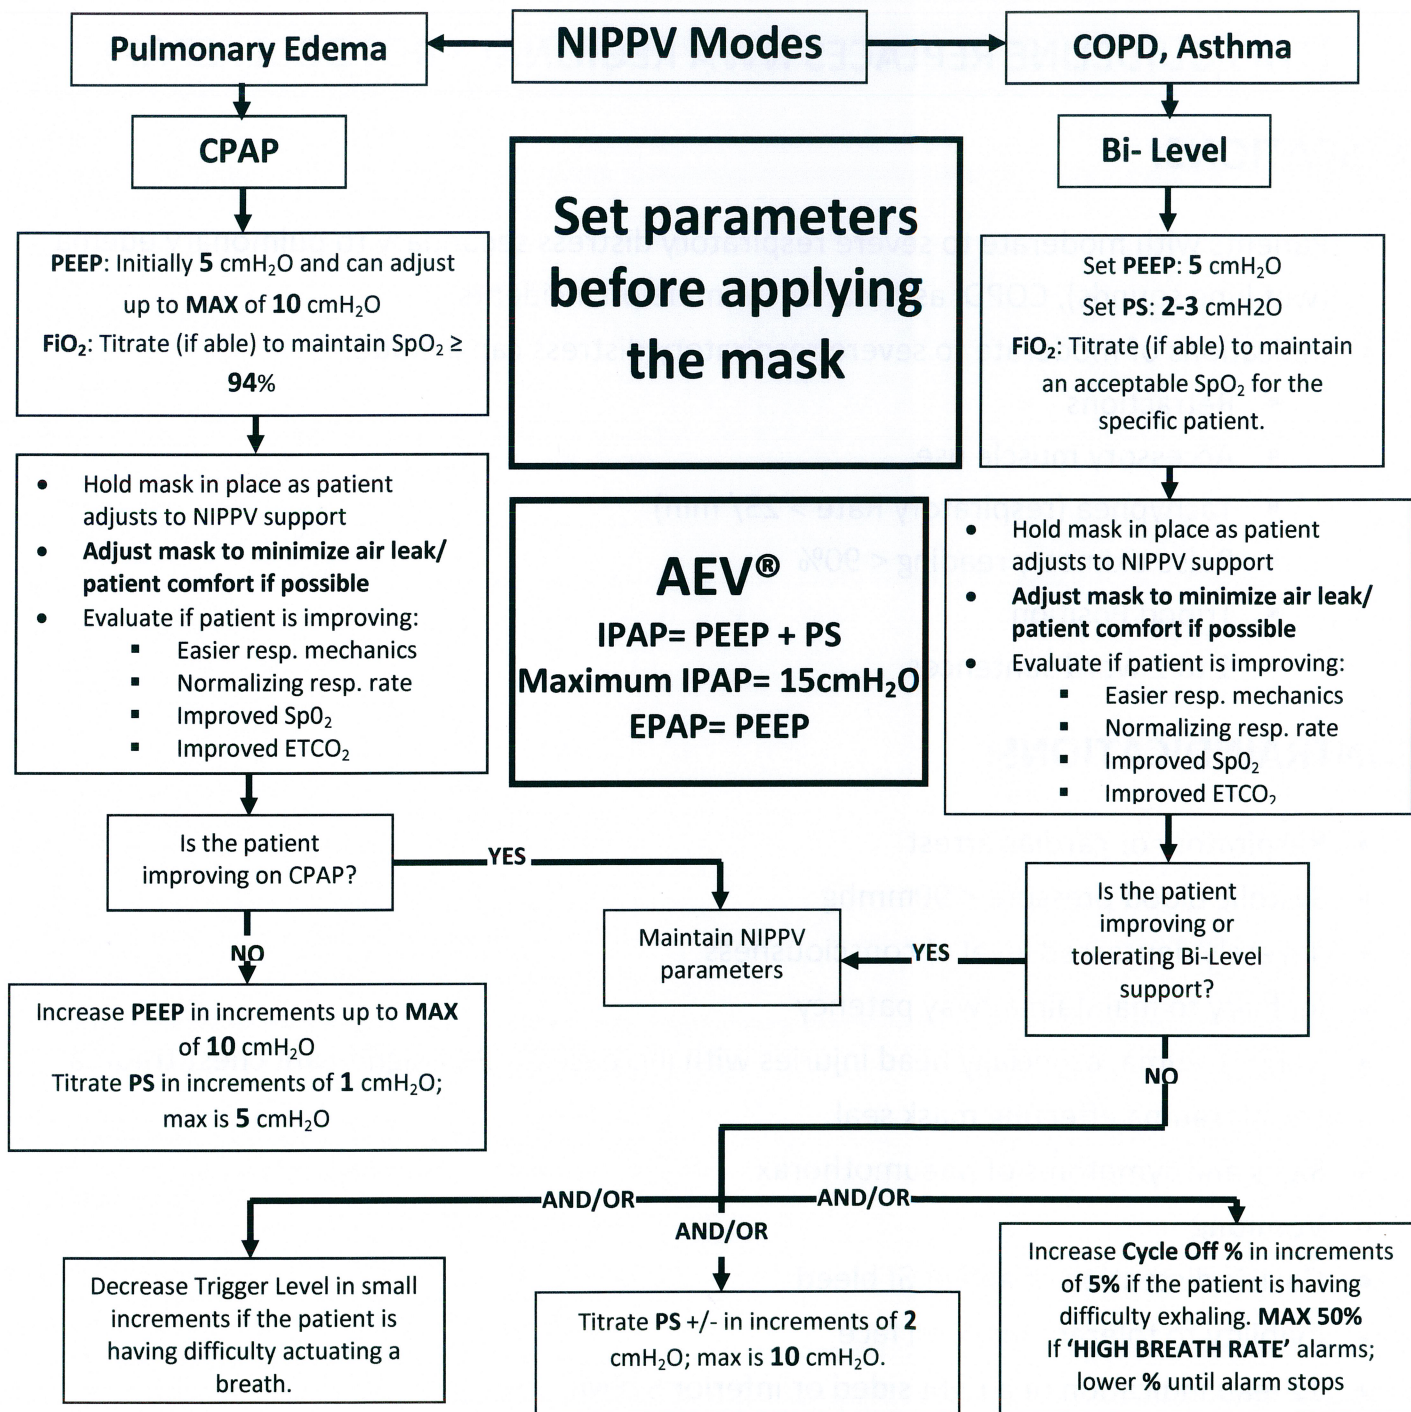 NIPPV Modes
Pulmonary Edema
COPD, Asthma
CPAP
Bi- Level
Set parameters
before applying
the mask
PEEP: Initially 5 cmH₂O and can adjust
up to MAX of 10 cmH₂O
FiO₂: Titrate (if able) to maintain SpO₂ ≥
94%
Set PEEP: 5 cmH₂O
Set PS: 2-3 cmH2O
FiO₂: Titrate (if able) to maintain
an acceptable SpO₂ for the
specific patient.
• Hold mask in place as patient
adjusts to NIPPV support
• Adjust mask to minimize air leak/
patient comfort if possible
• Evaluate if patient is improving:
▪ Easier resp. mechanics
▪ Normalizing resp. rate
▪ Improved Sp0₂
▪ Improved ETCO₂
AEV®
IPAP= PEEP + PS
Maximum IPAP= 15cmH₂O
EPAP= PEEP
• Hold mask in place as patient
adjusts to NIPPV support
• Adjust mask to minimize air leak/
patient comfort if possible
• Evaluate if patient is improving:
▪ Easier resp. mechanics
▪ Normalizing resp. rate
▪ Improved Sp0₂
▪ Improved ETCO₂
Is the patient
improving on CPAP?
YES
NO
Maintain NIPPV
parameters
YES
Is the patient
improving or
tolerating Bi-Level
support?
NO
Increase PEEP in increments up to MAX
of 10 cmH₂O
Titrate PS in increments of 1 cmH₂O;
max is 5 cmH₂O
AND/OR
AND/OR
AND/OR
Decrease Trigger Level in small
increments if the patient is
having difficulty actuating a
breath.
Titrate PS +/- in increments of 2
cmH₂O; max is 10 cmH₂O.
Increase Cycle Off % in increments
of 5% if the patient is having
difficulty exhaling. MAX 50%
If ‘HIGH BREATH RATE’ alarms;
lower % until alarm stops